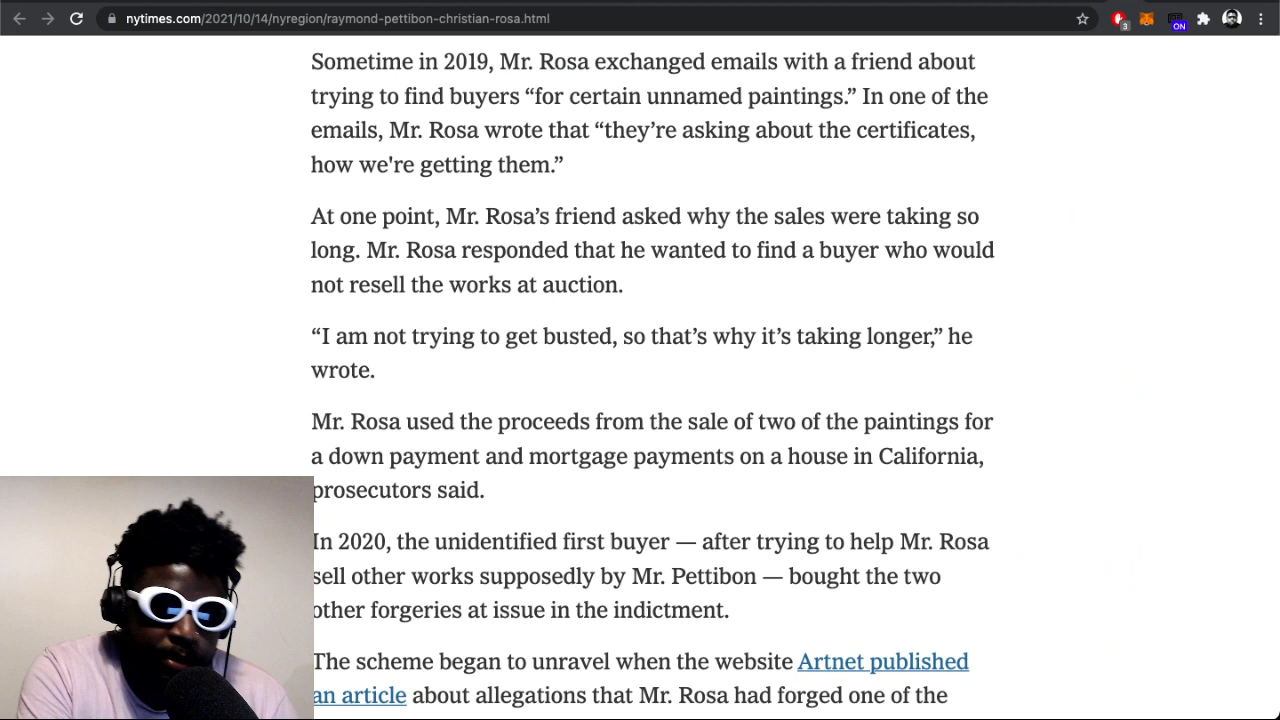 nytimes.com/2021/10/14/nyregion/raymond-pettibon-christian-rosa.html
3
ON
Sometime in 2019, Mr. Rosa exchanged emails with a friend about
trying to find buyers “for certain unnamed paintings.” In one of the
emails, Mr. Rosa wrote that “they’re asking about the certificates,
how we're getting them.”
At one point, Mr. Rosa’s friend asked why the sales were taking so
long. Mr. Rosa responded that he wanted to find a buyer who would
not resell the works at auction.
“I am not trying to get busted, so that’s why it’s taking longer,” he
wrote.
Mr. Rosa used the proceeds from the sale of two of the paintings for
a down payment and mortgage payments on a house in California,
prosecutors said.
In 2020, the unidentified first buyer — after trying to help Mr. Rosa
sell other works supposedly by Mr. Pettibon — bought the two
other forgeries at issue in the indictment.
The scheme began to unravel when the website Artnet published
an article about allegations that Mr. Rosa had forged one of the